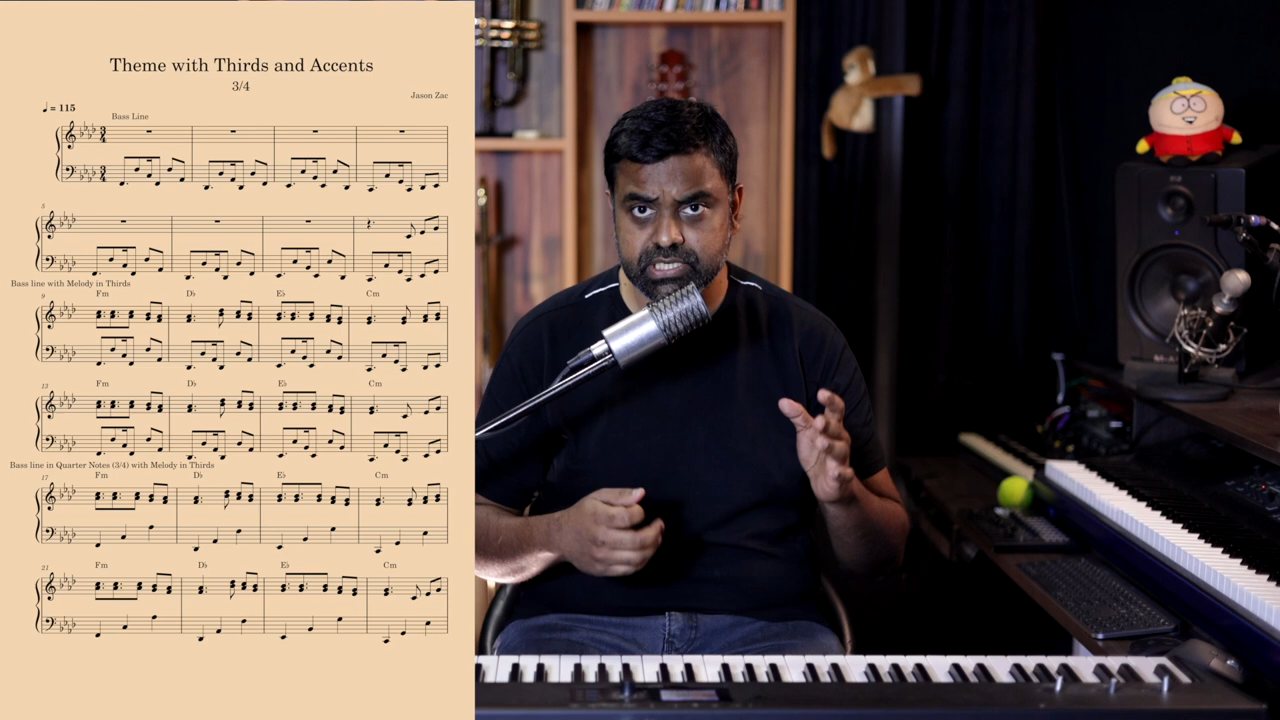 Theme with Thirds and Accents
3/4
Jason Zac
♩ = 115
Bass Line
5
Bass line with Melody in Thirds
9
Fm D♭ E♭ Cm
13
Fm D♭ E♭ Cm
Bass line in Quarter Notes (3/4) with Melody in Thirds
17
Fm D♭ E♭ Cm
21
Fm D♭ E♭ Cm